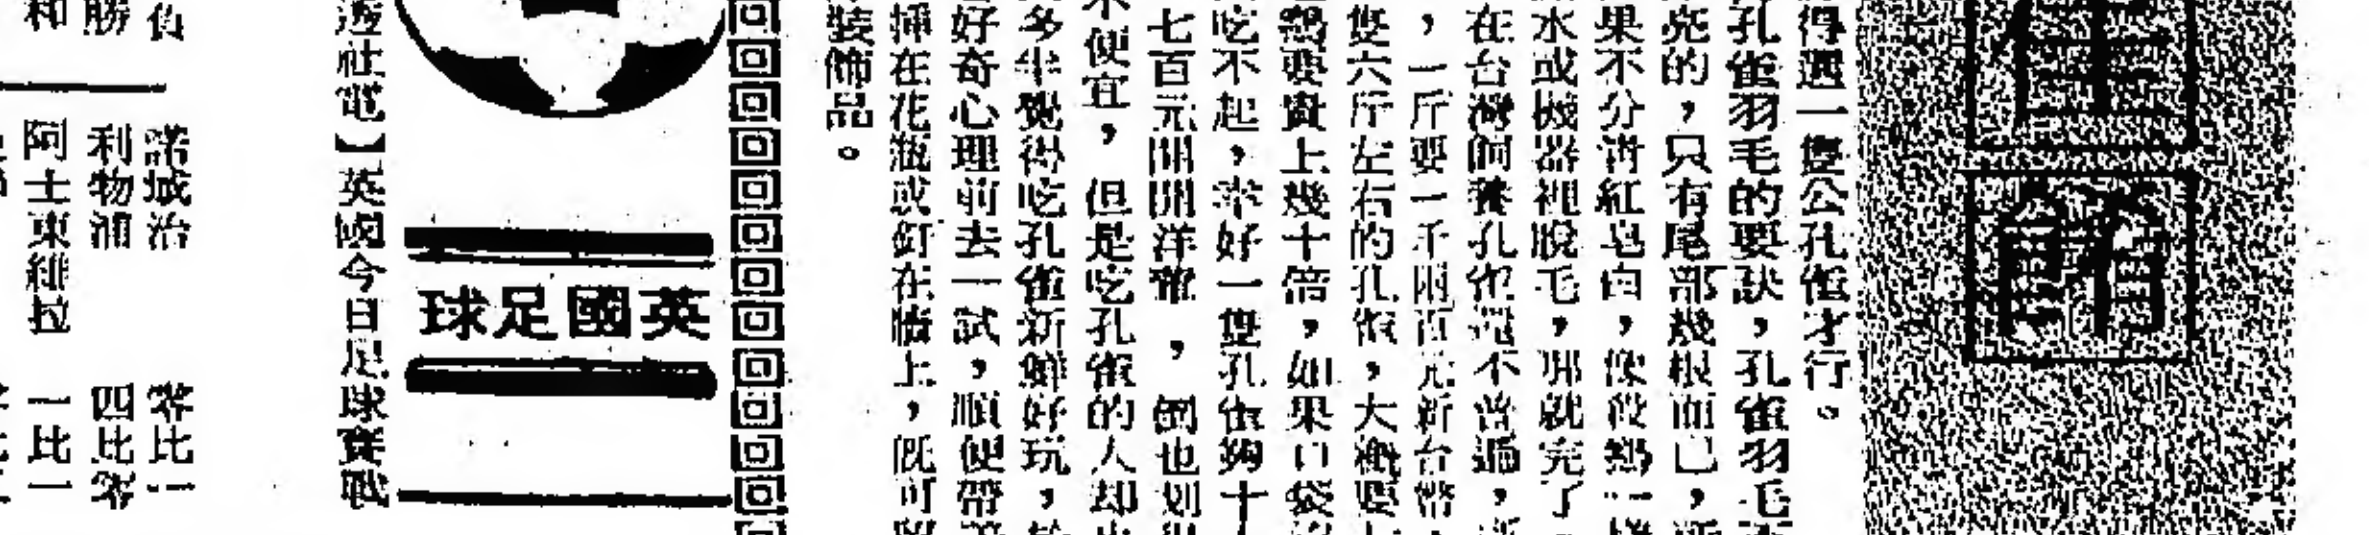 得選一隻公孔雀才行。
孔雀羽毛的要訣，孔雀羽毛
亮的，只有尾部幾根而已，
果不分青紅皂白，像殺鷄一樣
水或機器裡脫毛，那就完了。
在台灣飼養孔雀還不普遍，
，一斤要一千兩百元新台幣，
隻六斤左右的孔雀，大概要七
鷄要貴上幾十倍，如果口袋
吃不起，幸好一隻孔雀夠十
七百元開開洋葷，倒也划得
不便宜，但是吃孔雀的人却
多半覺得吃孔雀新鮮好玩，
好奇心理前去一試，順便帶
揷在花瓶或釘在牆上，既可
裝飾品。
英國足球
透社電】英國今日足球賽戰
諾城治 零比一
負
勝
利物浦 四比零
和
阿士東維拉 一比一